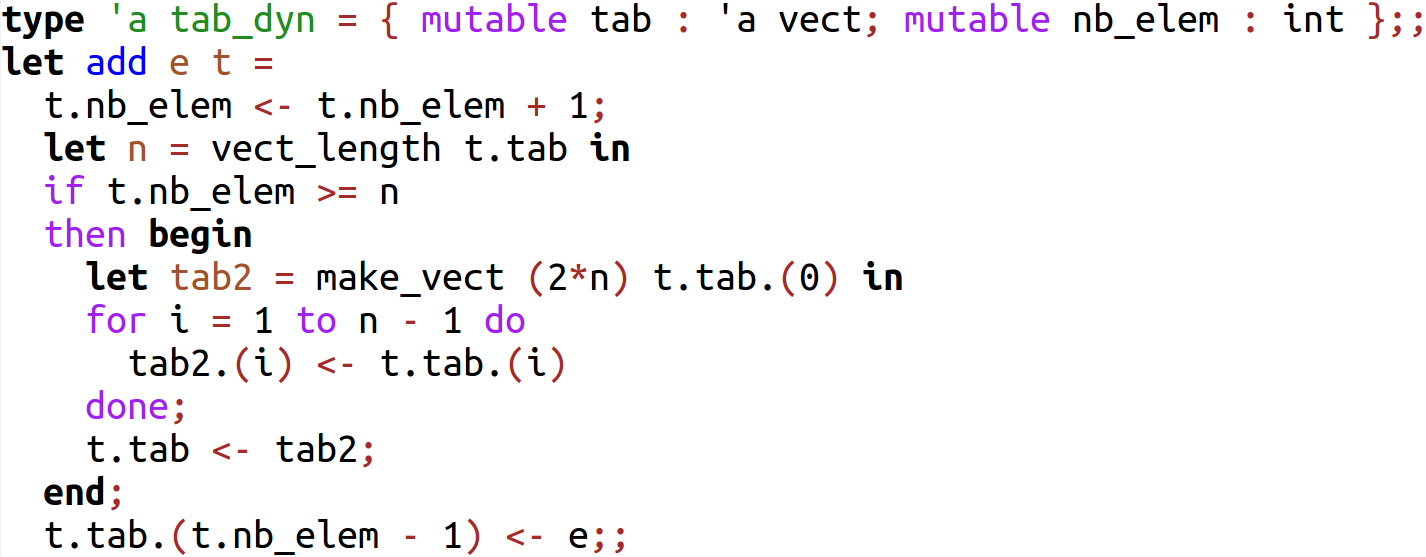 type 'a tab_dyn = { mutable tab : 'a vect; mutable nb_elem : int };;
let add e t =
  t.nb_elem <- t.nb_elem + 1;
  let n = vect_length t.tab in
  if t.nb_elem >= n
  then begin
    let tab2 = make_vect (2*n) t.tab.(0) in
    for i = 1 to n - 1 do
      tab2.(i) <- t.tab.(i)
    done;
    t.tab <- tab2;
  end;
  t.tab.(t.nb_elem - 1) <- e;;